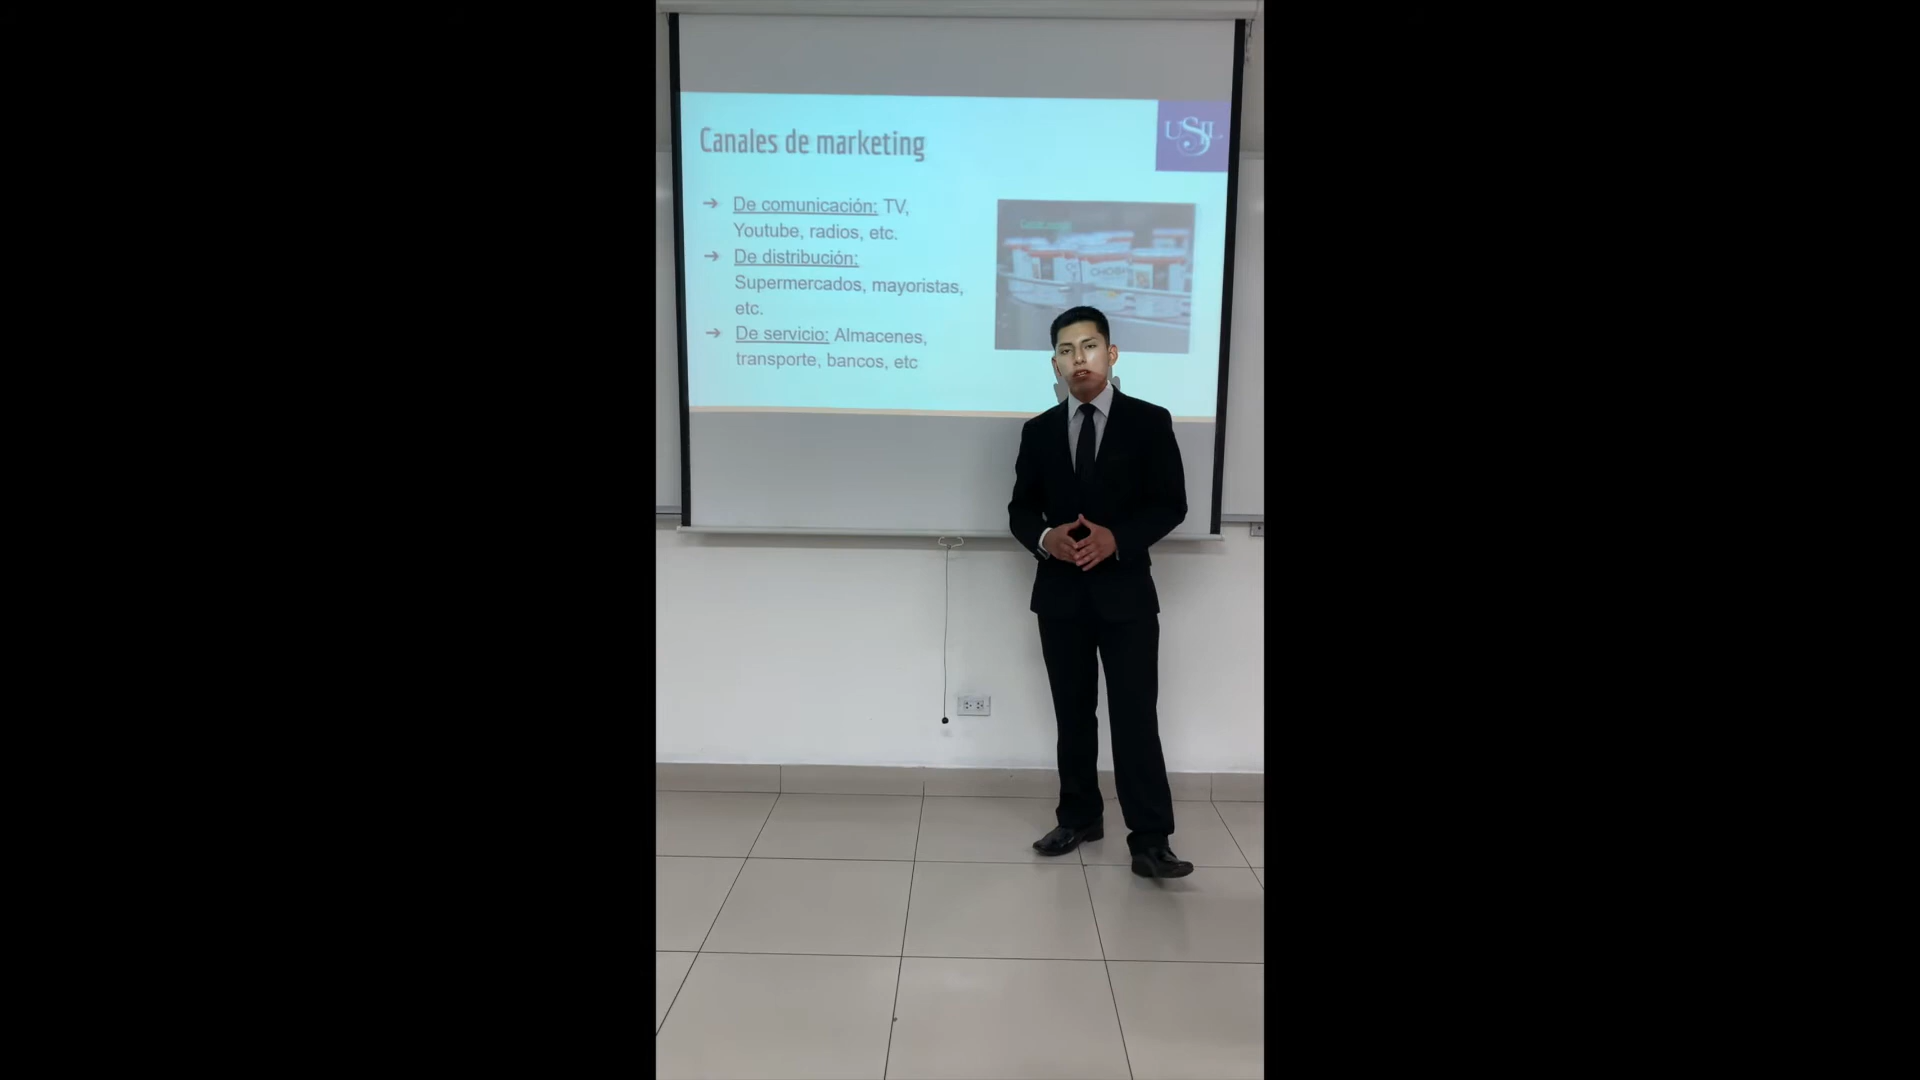 Canales de marketing
USIL
➔ De comunicación: TV,
Youtube, radios, etc.
➔ De distribución:
Supermercados, mayoristas,
etc.
➔ De servicio: Almacenes,
transporte, bancos, etc